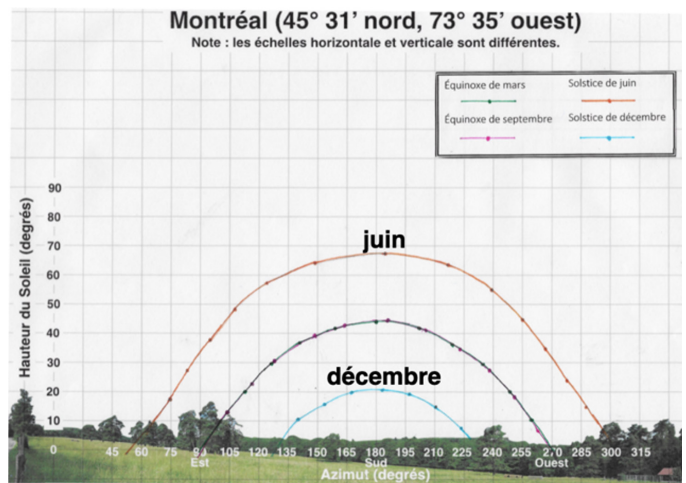 Montréal (45° 31’ nord, 73° 35’ ouest)
Note : les échelles horizontale et verticale sont différentes.
Équinoxe de mars
Solstice de juin
Équinoxe de septembre
Solstice de décembre
Hauteur du Soleil (degrés)
90
80
70
60
50
40
30
20
10
juin
décembre
0 45 60 75 90 105 120 135 150 165 180 195 210 225 240 255 270 285 300 315
Est Sud Ouest
Azimut (degrés)